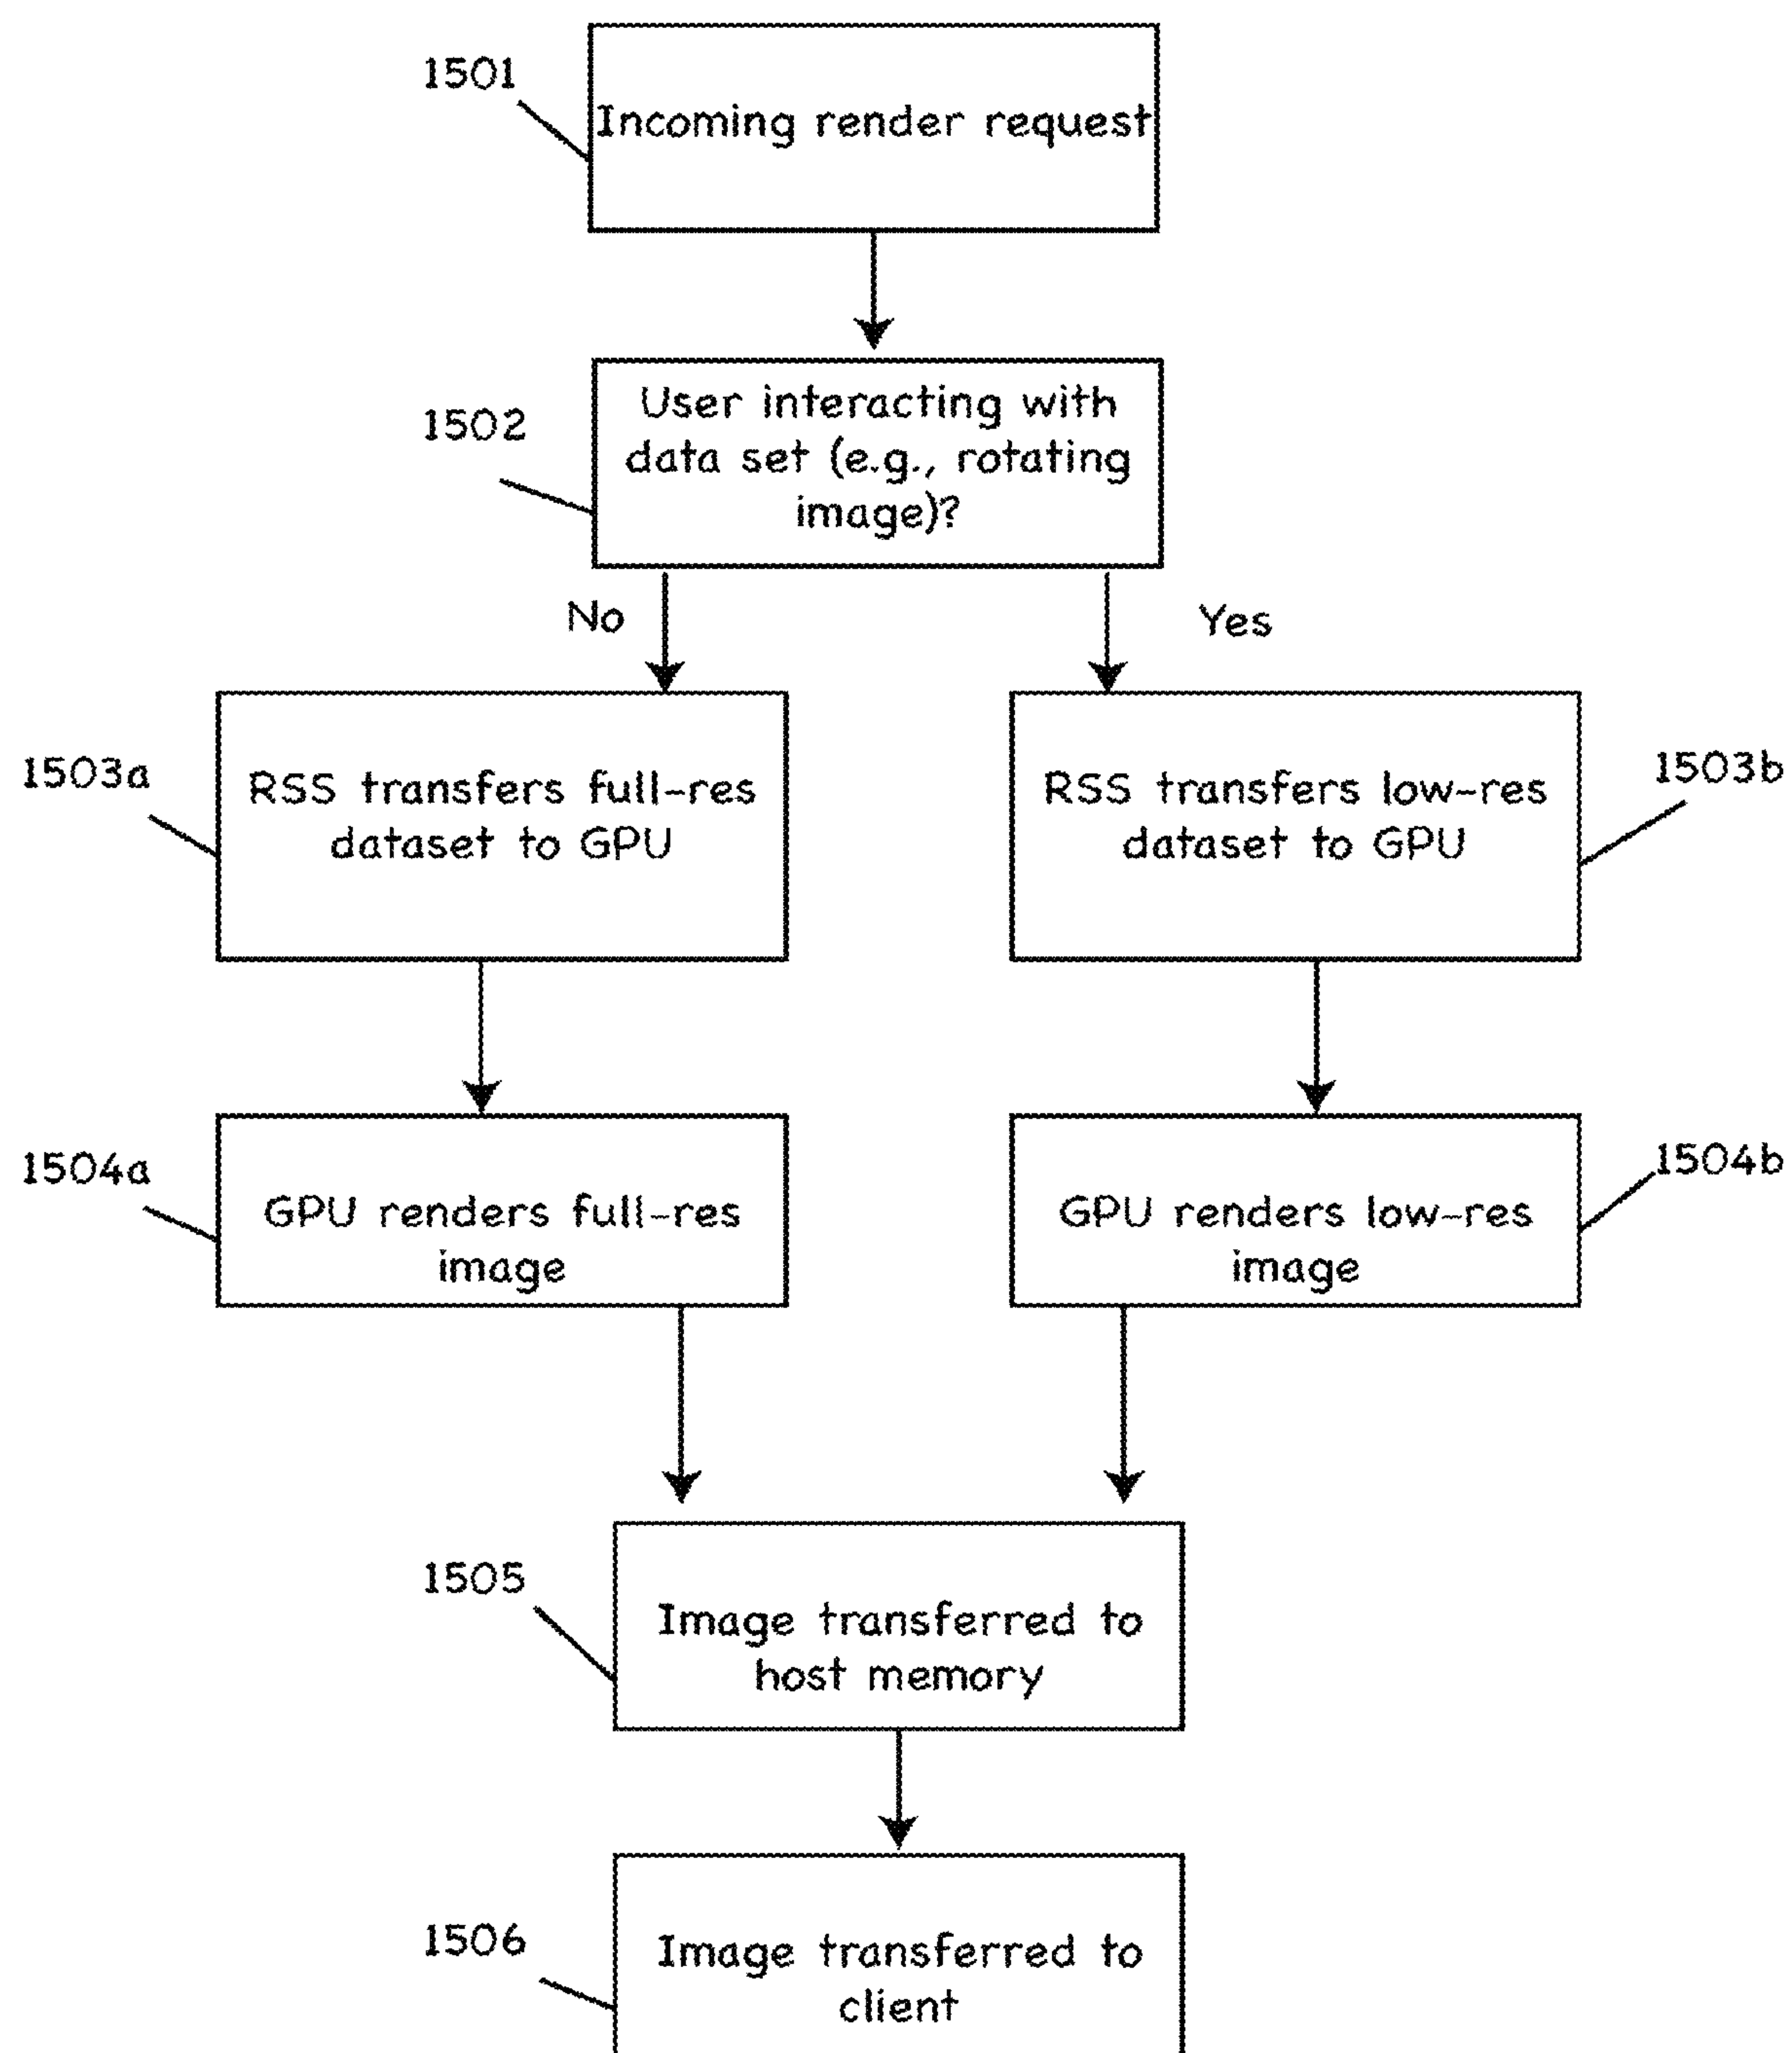 1501
Incoming render request
1502
User interacting with
data set (e.g., rotating
image)?
No
Yes
1503a
RSS transfers full-res
dataset to GPU
RSS transfers low-res
dataset to GPU
1503b
1504a
GPU renders full-res
image
GPU renders low-res
image
1504b
1505
Image transferred to
host memory
1506
Image transferred to
client